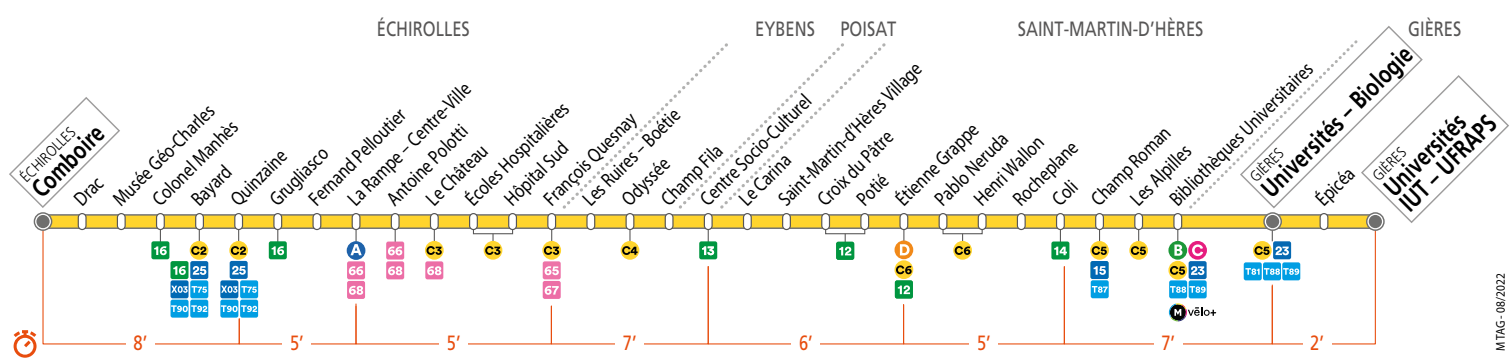 ÉCHIROLLES
EYBENS
POISAT
SAINT-MARTIN-D'HÈRES
GIÈRES
ÉCHIROLLES
Comboire
Drac
Musée Géo-Charles
Colonel Manhès
Bayard
Quinzaine
Grugliasco
Fernand Pelloutier
La Rampe – Centre-Ville
Antoine Polotti
Le Château
Écoles Hospitalières
Hôpital Sud
François Quesnay
Les Ruires – Boétie
Odyssée
Champ Fila
Centre Socio-Culturel
Le Carina
Saint-Martin-d'Hères Village
Croix du Pâtre
Potié
Étienne Grappe
Pablo Neruda
Henri Wallon
Rocheplane
Coli
Champ Roman
Les Alpilles
Bibliothèques Universitaires
GIÈRES
Universités – Biologie
Épicéa
GIÈRES
Universités
IUT – UFRAPS
16 C2 C2 16 A 66 C3 C3 C3 C4 13 12 D C6 14 C5 C5 B C C5 23
16 25 25 66 68 68 65 C6 15 C5 23 T81 T88 T89
X03 T75 X03 T75 68 67 12 T87 T88 T89
T90 T92 T90 T92 M vélo+
8' 5' 5' 7' 6' 5' 7' 2'
M TAG - 08/2022